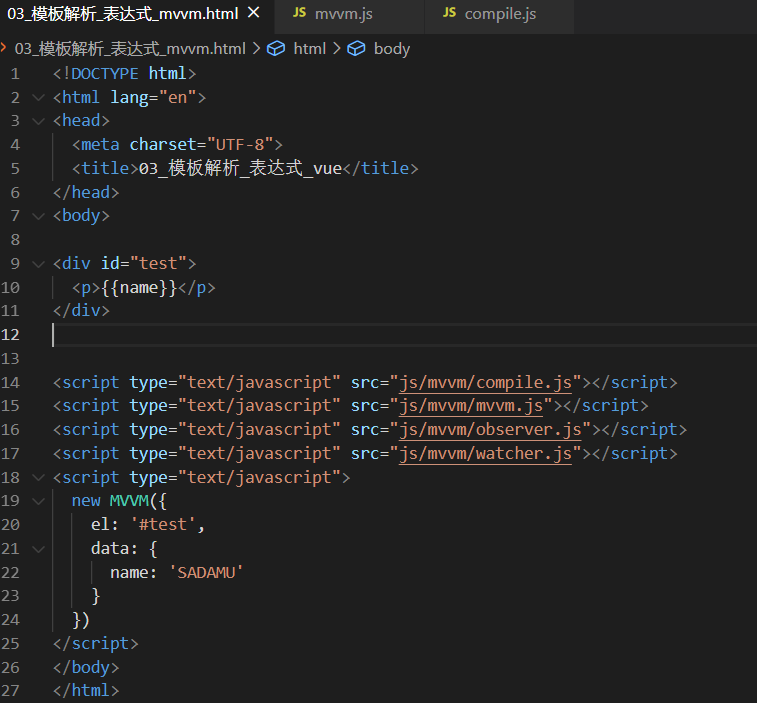 03_模板解析_表达式_mvvm.html × JS mvvm.js JS compile.js
> 03_模板解析_表达式_mvvm.html > html > body
1 <!DOCTYPE html>
2 <html lang="en">
3 <head>
4 <meta charset="UTF-8">
5 <title>03_模板解析_表达式_vue</title>
6 </head>
7 <body>
8
9 <div id="test">
10 <p>{{name}}</p>
11 </div>
12
13
14 <script type="text/javascript" src="js/mvvm/compile.js"></script>
15 <script type="text/javascript" src="js/mvvm/mvvm.js"></script>
16 <script type="text/javascript" src="js/mvvm/observer.js"></script>
17 <script type="text/javascript" src="js/mvvm/watcher.js"></script>
18 <script type="text/javascript">
19 new MVVM({
20 el: '#test',
21 data: {
22 name: 'SADAMU'
23 }
24 })
25 </script>
26 </body>
27 </html>